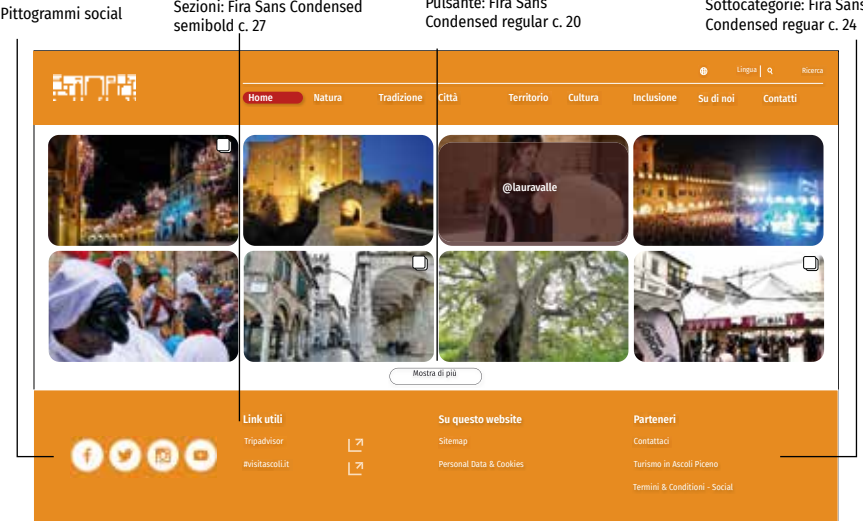 Pittogrammi social
Sezioni: Fira Sans Condensed
semibold c. 27
Pulsante: Fira Sans
Condensed regular c. 20
Sottocategorie: Fira Sans
Condensed reguar c. 24
Lingua
Ricerca
Home
Natura
Tradizione
Città
Territorio
Cultura
Inclusione
Su di noi
Contatti
@lauravalle
Mostra di più
Link utili
Tripadvisor
#visitascoli.it
Su questo website
Sitemap
Personal Data & Cookies
Parteneri
Contattaci
Turismo in Ascoli Piceno
Termini & Conditioni - Social